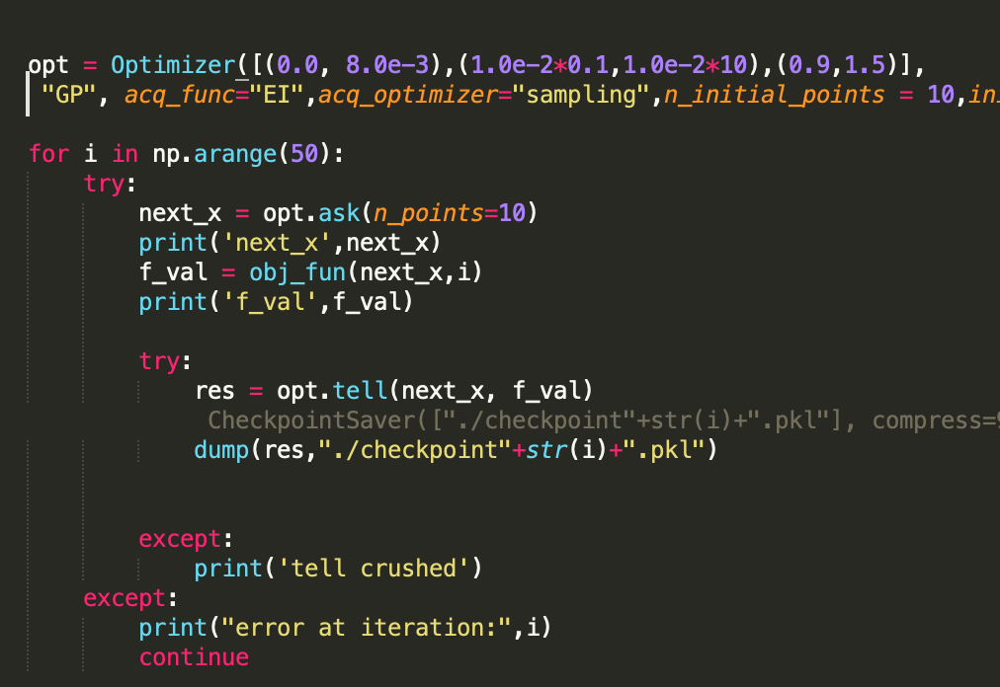 opt = Optimizer([(0.0, 8.0e-3),(1.0e-2*0.1,1.0e-2*10),(0.9,1.5)],
"GP", acq_func="EI",acq_optimizer="sampling",n_initial_points = 10,in
for i in np.arange(50):
try:
next_x = opt.ask(n_points=10)
print('next_x',next_x)
f_val = obj_fun(next_x,i)
print('f_val',f_val)
try:
res = opt.tell(next_x, f_val)
CheckpointSaver(["./checkpoint"+str(i)+".pkl"], compress=9
dump(res,"./checkpoint"+str(i)+".pkl")
except:
print('tell crushed')
except:
print("error at iteration:",i)
continue